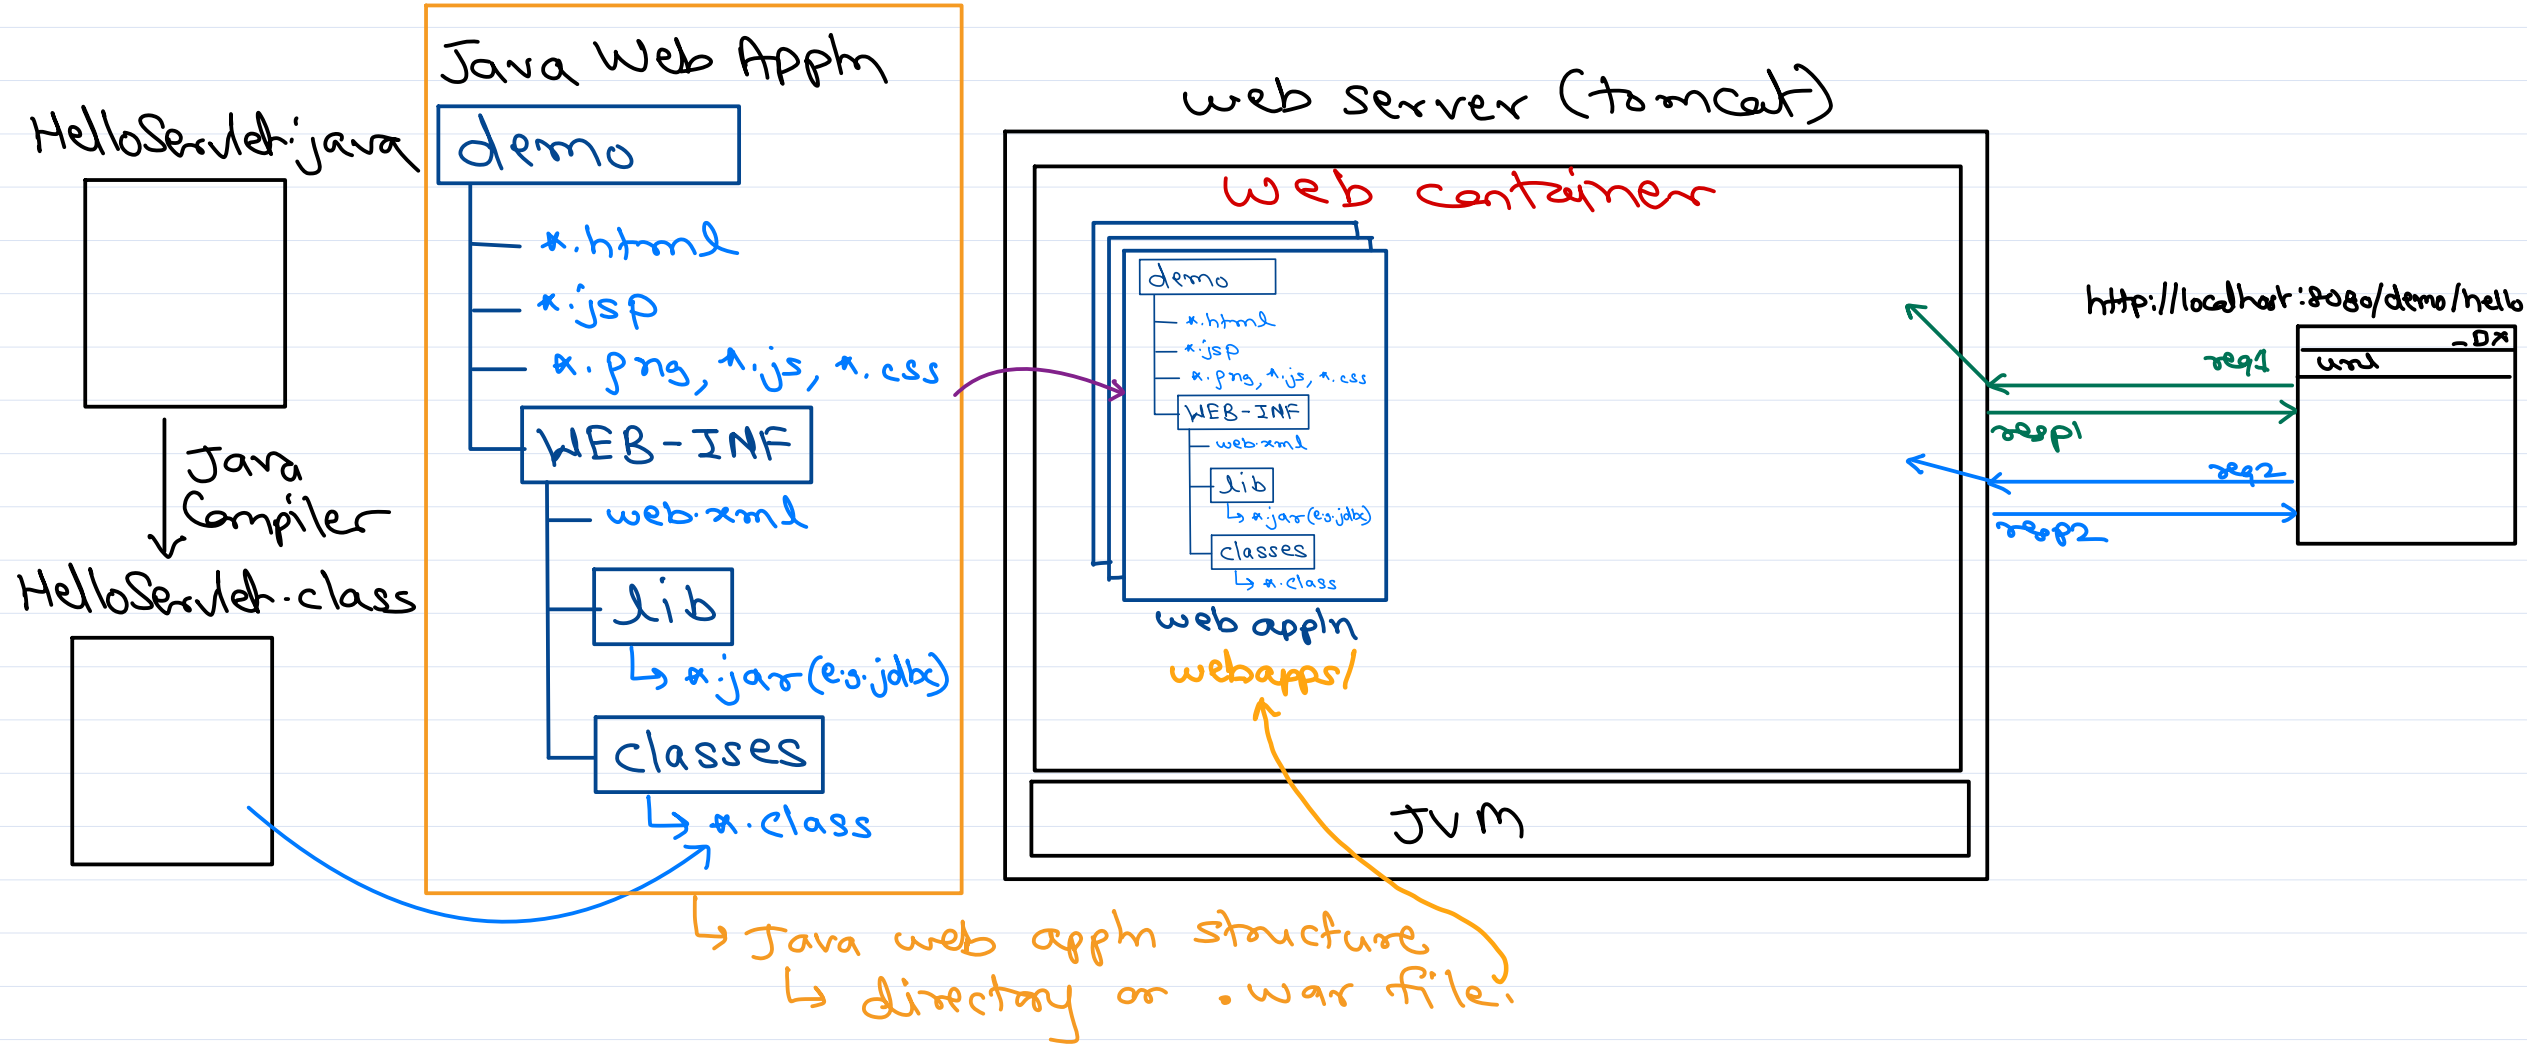 HelloServlet.java
Java
Compiler
HelloServlet.class
Java Web Appln
demo
*.html
*.jsp
*.png, *.js, *.css
WEB-INF
web.xml
lib
*.jar (e.g. jdbc)
classes
*.class
Java web appln structure
directory or .war file.
web server (tomcat)
web container
demo
*.html
*.jsp
*.png, *.js, *.css
WEB-INF
web.xml
lib
*.jar (e.g. jdbc)
classes
*.class
web appln
webapps/
JVM
http://localhost:8080/demo/hello
url
req1
resp1
req2
resp2